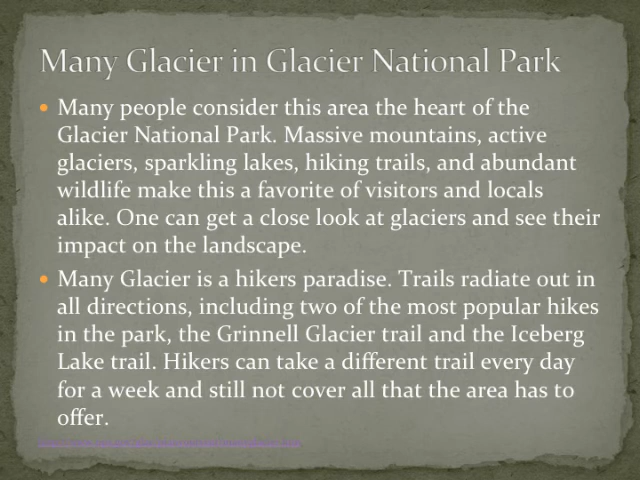 Many Glacier in Glacier National Park
• Many people consider this area the heart of the
Glacier National Park. Massive mountains, active
glaciers, sparkling lakes, hiking trails, and abundant
wildlife make this a favorite of visitors and locals
alike. One can get a close look at glaciers and see their
impact on the landscape.
• Many Glacier is a hikers paradise. Trails radiate out in
all directions, including two of the most popular hikes
in the park, the Grinnell Glacier trail and the Iceberg
Lake trail. Hikers can take a different trail every day
for a week and still not cover all that the area has to
offer.